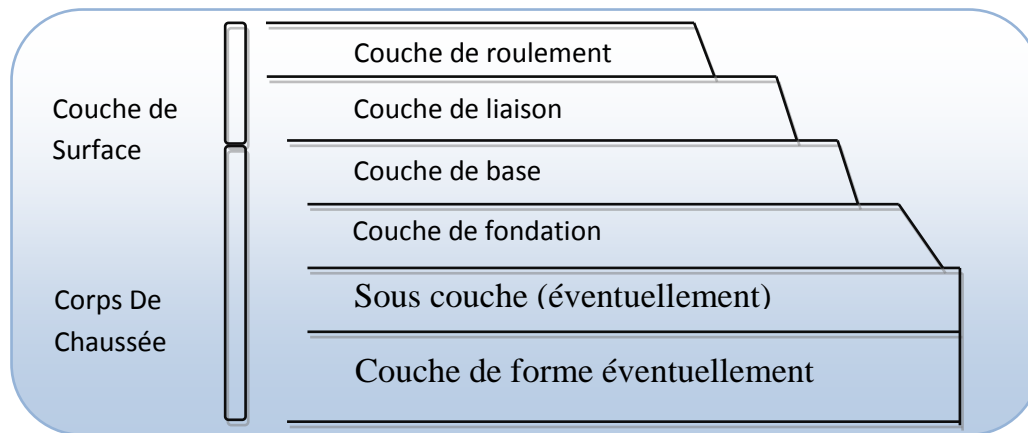 Couche de roulement
Couche de
Surface
Couche de liaison
Couche de base
Couche de fondation
Corps De
Chaussée
Sous couche (éventuellement)
Couche de forme éventuellement